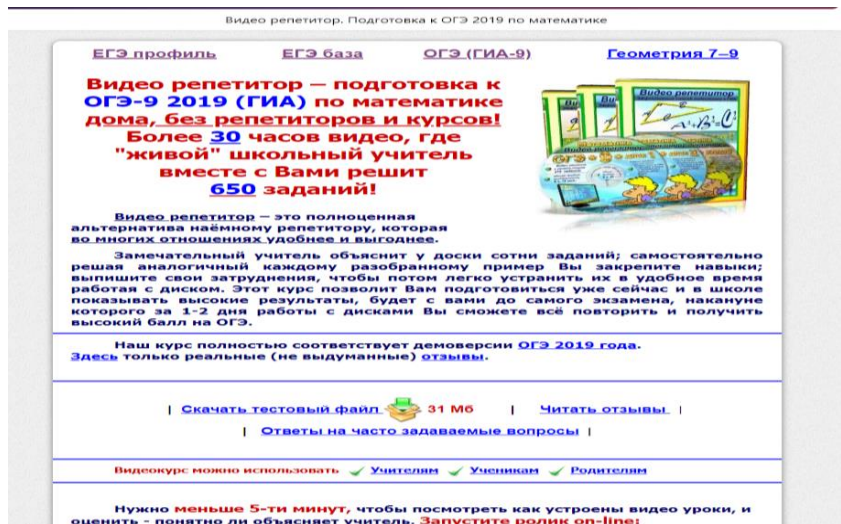 Видео репетитор. Подготовка к ОГЭ 2019 по математике
ЕГЭ профиль ЕГЭ база ОГЭ (ГИА-9) Геометрия 7–9
Видео репетитор – подготовка к
ОГЭ-9 2019 (ГИА) по математике
дома, без репетиторов и курсов!
Более 30 часов видео, где
"живой" школьный учитель
вместе с Вами решит
650 заданий!
Видео репетитор
Видео репетитор – это полноценная
альтернатива наёмному репетитору, которая
во многих отношениях удобнее и выгоднее.
Замечательный учитель объяснит у доски сотни заданий; самостоятельно
решая аналогичный каждому разобранному пример Вы закрепите навыки;
выпишите свои затруднения, чтобы потом легко устранить их в удобное время
работая с диском. Этот курс позволит Вам подготовиться уже сейчас и в школе
показывать высокие результаты, будет с вами до самого экзамена, накануне
которого за 1-2 дня работы с дисками Вы сможете всё повторить и получить
высокий балл на ОГЭ.
Наш курс полностью соответствует демоверсии ОГЭ 2019 года.
Здесь только реальные (не выдуманные) отзывы.
| Скачать тестовый файл 31 Мб | Читать отзывы |
| Ответы на часто задаваемые вопросы |
Видеокурс можно использовать Учителям Ученикам Родителям
Нужно меньше 5-ти минут, чтобы посмотреть как устроены видео уроки, и
оценить - понятно ли объясняет учитель. Запустите ролик on-line: